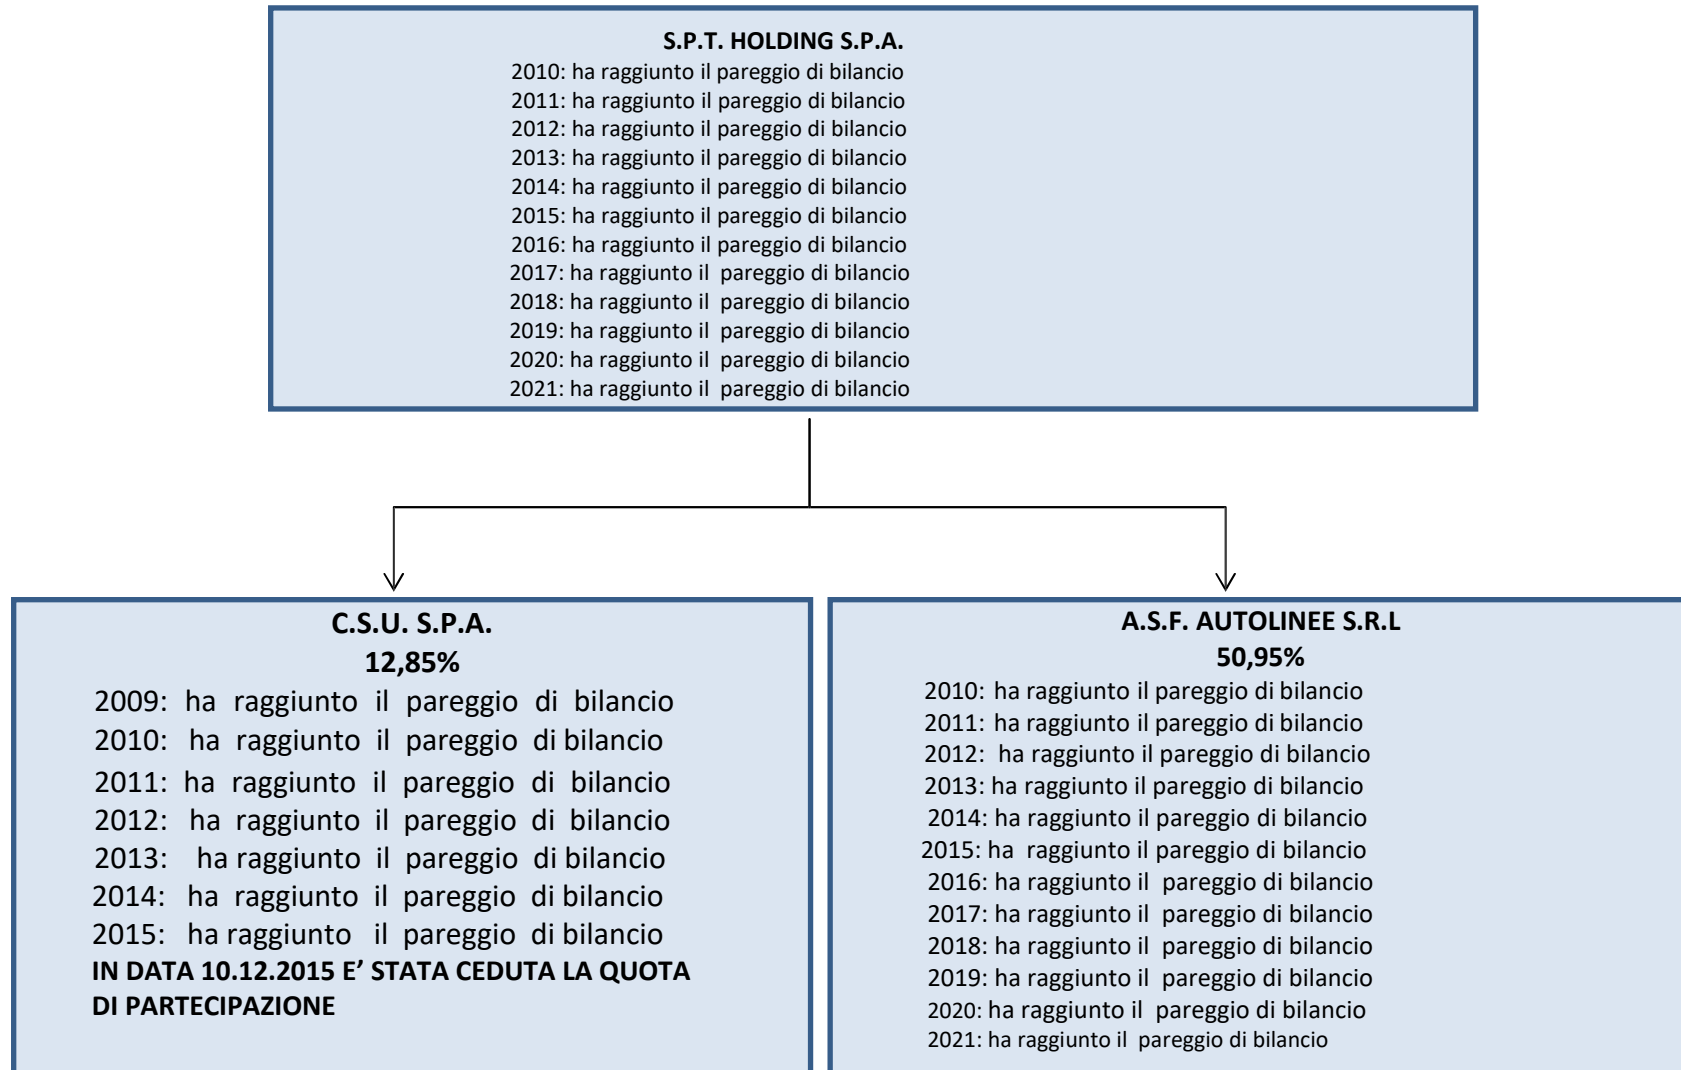 S.P.T. HOLDING S.P.A.
2010: ha raggiunto il pareggio di bilancio
2011: ha raggiunto il pareggio di bilancio
2012: ha raggiunto il pareggio di bilancio
2013: ha raggiunto il pareggio di bilancio
2014: ha raggiunto il pareggio di bilancio
2015: ha raggiunto il pareggio di bilancio
2016: ha raggiunto il pareggio di bilancio
2017: ha raggiunto il pareggio di bilancio
2018: ha raggiunto il pareggio di bilancio
2019: ha raggiunto il pareggio di bilancio
2020: ha raggiunto il pareggio di bilancio
2021: ha raggiunto il pareggio di bilancio
C.S.U. S.P.A.
12,85%
2009: ha raggiunto il pareggio di bilancio
2010: ha raggiunto il pareggio di bilancio
2011: ha raggiunto il pareggio di bilancio
2012: ha raggiunto il pareggio di bilancio
2013: ha raggiunto il pareggio di bilancio
2014: ha raggiunto il pareggio di bilancio
2015: ha raggiunto il pareggio di bilancio
IN DATA 10.12.2015 E’ STATA CEDUTA LA QUOTA
DI PARTECIPAZIONE
A.S.F. AUTOLINEE S.R.L
50,95%
2010: ha raggiunto il pareggio di bilancio
2011: ha raggiunto il pareggio di bilancio
2012: ha raggiunto il pareggio di bilancio
2013: ha raggiunto il pareggio di bilancio
2014: ha raggiunto il pareggio di bilancio
2015: ha raggiunto il pareggio di bilancio
2016: ha raggiunto il pareggio di bilancio
2017: ha raggiunto il pareggio di bilancio
2018: ha raggiunto il pareggio di bilancio
2019: ha raggiunto il pareggio di bilancio
2020: ha raggiunto il pareggio di bilancio
2021: ha raggiunto il pareggio di bilancio